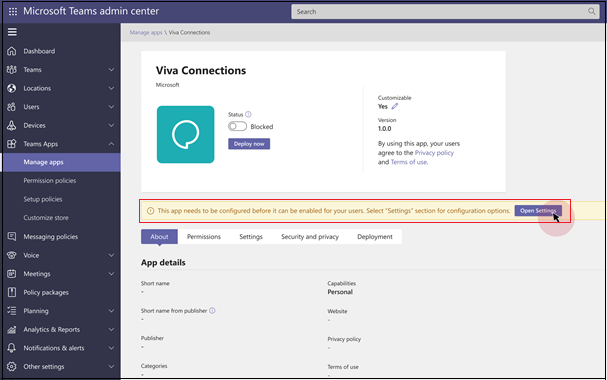 Microsoft Teams admin center
Search
Dashboard
Teams
Locations
Users
Devices
Teams Apps
Manage apps
Permission policies
Setup policies
Customize store
Messaging policies
Voice
Meetings
Policy packages
Planning
Analytics & Reports
Notifications & alerts
Other settings
Manage apps \ Viva Connections
Viva Connections
Microsoft
Status
Blocked
Deploy now
Customizable
Yes
Version
1.0.0
By using this app, your users
agree to the Privacy policy
and Terms of use.
This app needs to be configured before it can be enabled for your users. Select "Settings" section for configuration options.
Open Settings
About
Permissions
Settings
Security and privacy
Deployment
App details
Short name
-
Capabilities
Personal
Short name from publisher
-
Website
-
Publisher
-
Privacy policy
-
Categories
-
Terms of use
-